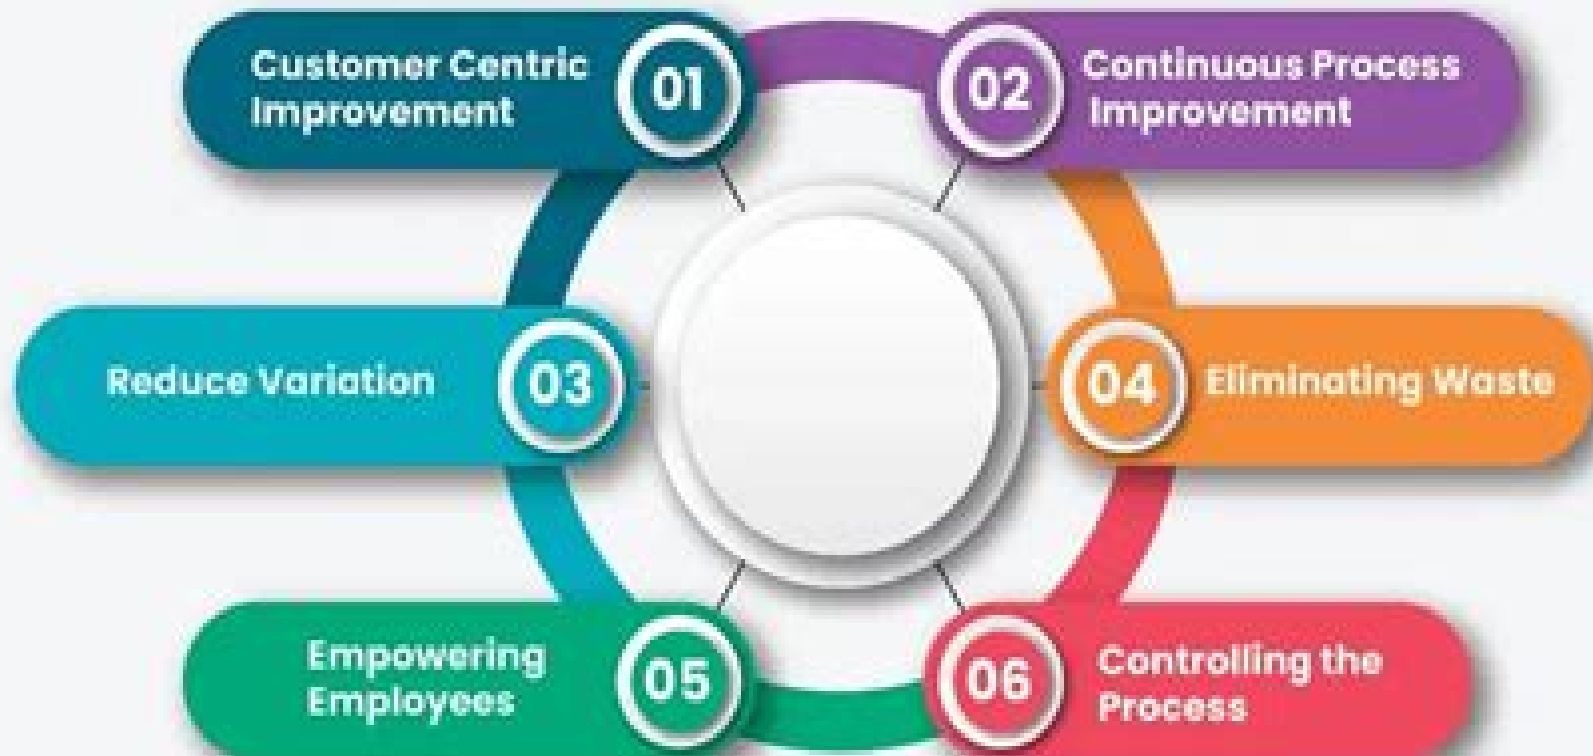 Customer Centric
Improvement
01
02
Continuous Process
Improvement
Reduce Variation
03
04
Eliminating Waste
Empowering
Employees
05
06
Controlling the
Process